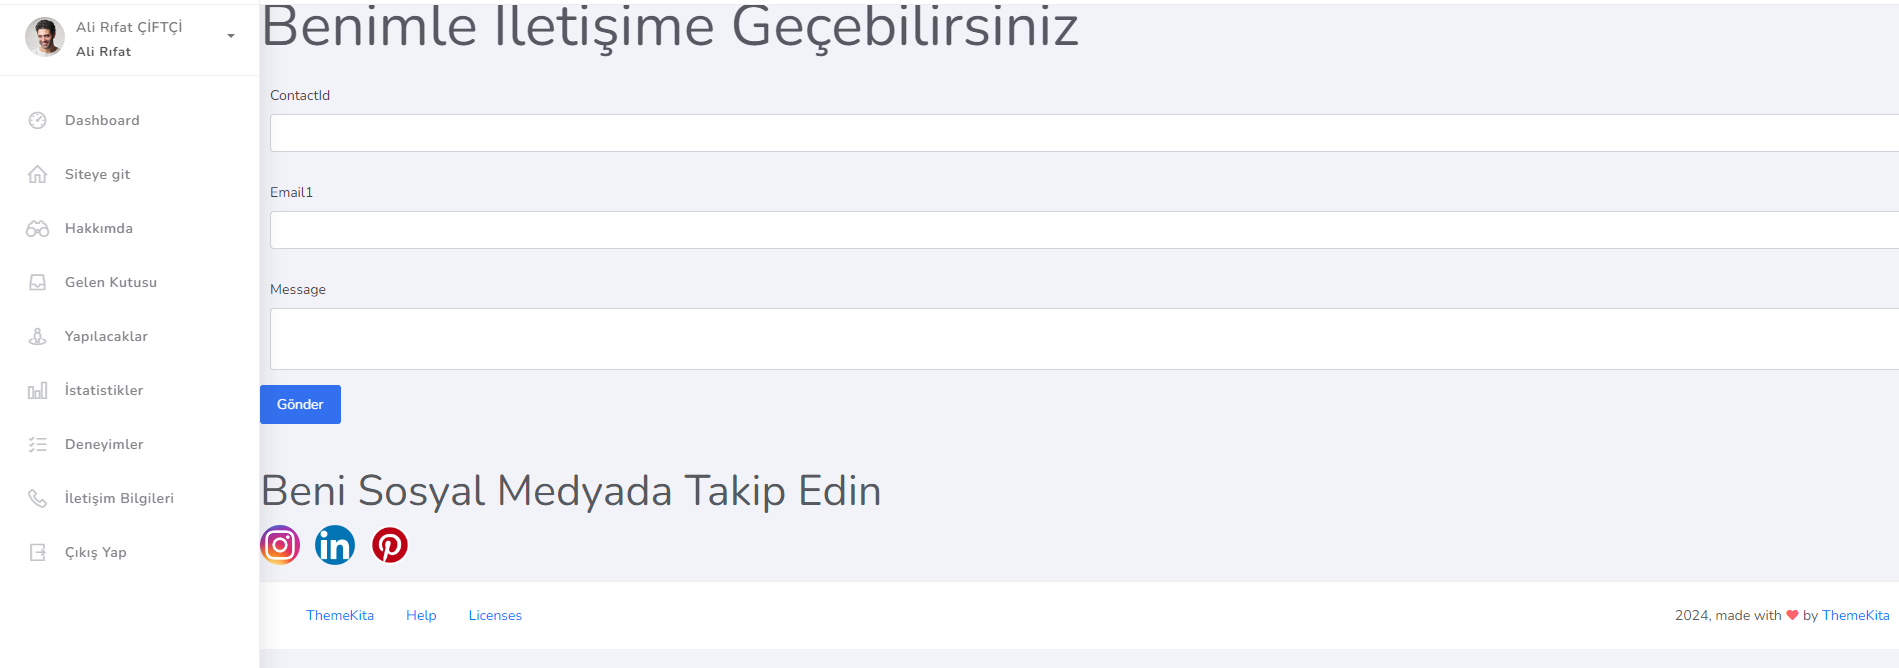 Ali Rıfat ÇİFTÇİ
Ali Rıfat
Dashboard
Siteye git
Hakkımda
Gelen Kutusu
Yapılacaklar
İstatistikler
Deneyimler
İletişim Bilgileri
Çıkış Yap
Benimle İletişime Geçebilirsiniz
ContactId
Email1
Message
Gönder
Beni Sosyal Medyada Takip Edin
in
ThemeKita Help Licenses
2024, made with ❤ by ThemeKita